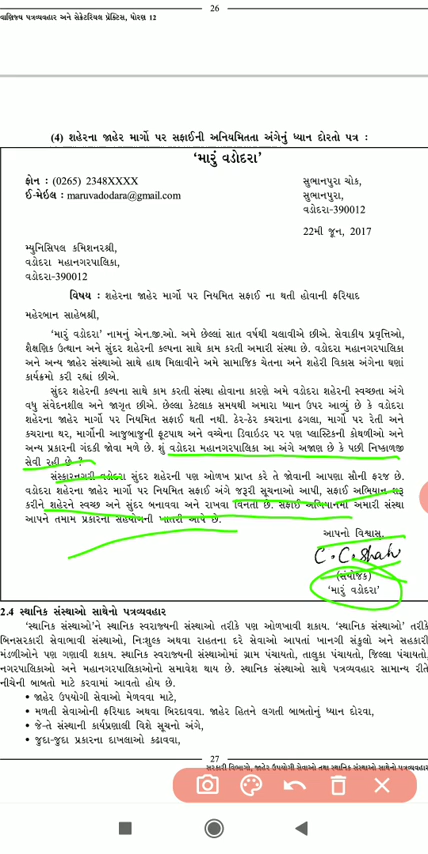 26
વાણિજ્ય પત્રવ્યવહાર અને સેક્રેટરિયલ પ્રેક્ટિસ, ધોરણ 12
(4) શહેરના જાહેર માર્ગો પર સફાઈની અનિયમિતતા અંગેનું ધ્યાન દોરતો પત્ર :
‘મારું વડોદરા’
ફોન : (0265) 2348XXXX
ઈ-મેઇલ : maruvadodara@gmail.com
સુભાનપુરા ચોક,
સુભાનપુરા,
વડોદરા-390012
22મી જૂન, 2017
મ્યુનિસિપલ કમિશનરશ્રી,
વડોદરા મહાનગરપાલિકા,
વડોદરા-390012
વિષય : શહેરના જાહેર માર્ગો પર નિયમિત સફાઈ ના થતી હોવાની ફરિયાદ
મહેરબાન સાહેબશ્રી,
‘મારું વડોદરા’ નામનું એન.જી.ઓ. અમે છેલ્લાં સાત વર્ષથી ચલાવીએ છીએ. સેવાકીય પ્રવૃત્તિઓ,
શૈક્ષણિક ઉત્થાન અને સુંદર શહેરની કલ્પના સાથે કામ કરતી અમારી સંસ્થા છે. વડોદરા મહાનગરપાલિકા
અને અન્ય જાહેર સંસ્થાઓ સાથે હાથ મિલાવીને અમે સામાજિક ચેતના અને શહેરી વિકાસ અંગેના ઘણાં
કાર્યક્રમો કરી રહ્યાં છીએ.
સુંદર શહેરની કલ્પના સાથે કામ કરતી સંસ્થા હોવાના કારણે અમે વડોદરા શહેરની સ્વચ્છતા અંગે
વધુ સંવેદનશીલ અને જાગૃત છીએ. છેલ્લા કેટલાક સમયથી અમારા ધ્યાન ઉપર આવ્યું છે કે વડોદરા
શહેરના જાહેર માર્ગો પર નિયમિત સફાઈ થતી નથી. ઠેર-ઠેર કચરાના ઢગલા, માર્ગો પર રેતી અને
કચરાના થર, માર્ગોની આજુબાજુની ફૂટપાથ અને વચ્ચેના ડિવાઇડર પર પણ પ્લાસ્ટિકની કોથળીઓ અને
અન્ય પ્રકારની ગંદકી જોવા મળે છે. શું વડોદરા મહાનગરપાલિકા આ અંગે અજાણ છે કે પછી નિષ્કાળજી
સેવી રહી છે ?
સંસ્કારનગરી વડોદરા સુંદર શહેરની પણ ઓળખ પ્રાપ્ત કરે તે જોવાની આપણા સૌની ફરજ છે.
વડોદરા શહેરના જાહેર માર્ગો પર નિયમિત સફાઈ અંગે જરૂરી સૂચનાઓ આપી, સફાઈ અભિયાન શરૂ
કરીને શહેરને સ્વચ્છ અને સુંદર બનાવવા અને રાખવા વિનંતી છે. સફાઈ અભિયાનમાં અમારી સંસ્થા
આપને તમામ પ્રકારના સહયોગની ખાતરી આપે છે.
આપનો વિશ્વાસુ,
C. C. Shah
(સંયોજક)
‘મારું વડોદરા’
2.4 સ્થાનિક સંસ્થાઓ સાથેનો પત્રવ્યવહાર
‘સ્થાનિક સંસ્થાઓ’ને સ્થાનિક સ્વરાજ્યની સંસ્થાઓ તરીકે પણ ઓળખાવી શકાય. ‘સ્થાનિક સંસ્થાઓ’ તરીકે
બિનસરકારી સેવાભાવી સંસ્થાઓ, નિઃશુલ્ક અથવા રાહતના દરે સેવાઓ આપતાં ખાનગી સંકુલો અને સહકારી
મંડળીઓને પણ ગણાવી શકાય. સ્થાનિક સ્વરાજ્યની સંસ્થાઓમાં ગ્રામ પંચાયતો, તાલુકા પંચાયતો, જિલ્લા પંચાયતો,
નગરપાલિકાઓ અને મહાનગરપાલિકાઓનો સમાવેશ થાય છે. સ્થાનિક સંસ્થાઓ સાથે પત્રવ્યવહાર સામાન્ય રીતે
નીચેની બાબતો માટે કરવામાં આવતો હોય છે.
• જાહેર ઉપયોગી સેવાઓ મેળવવા માટે,
• મળતી સેવાઓની ફરિયાદ અથવા બિરદાવવા. જાહેર હિતને લગતી બાબતોનું ધ્યાન દોરવા,
• જે-તે સંસ્થાની કાર્યપ્રણાલી વિશે સૂચનો અંગે,
• જુદા-જુદા પ્રકારના દાખલાઓ કઢાવવા,
27
સરકારી વિભાગો, જાહેર ઉપયોગી સેવાઓ તથા સ્થાનિક સંસ્થાઓ સાથેનો પત્રવ્યવહાર